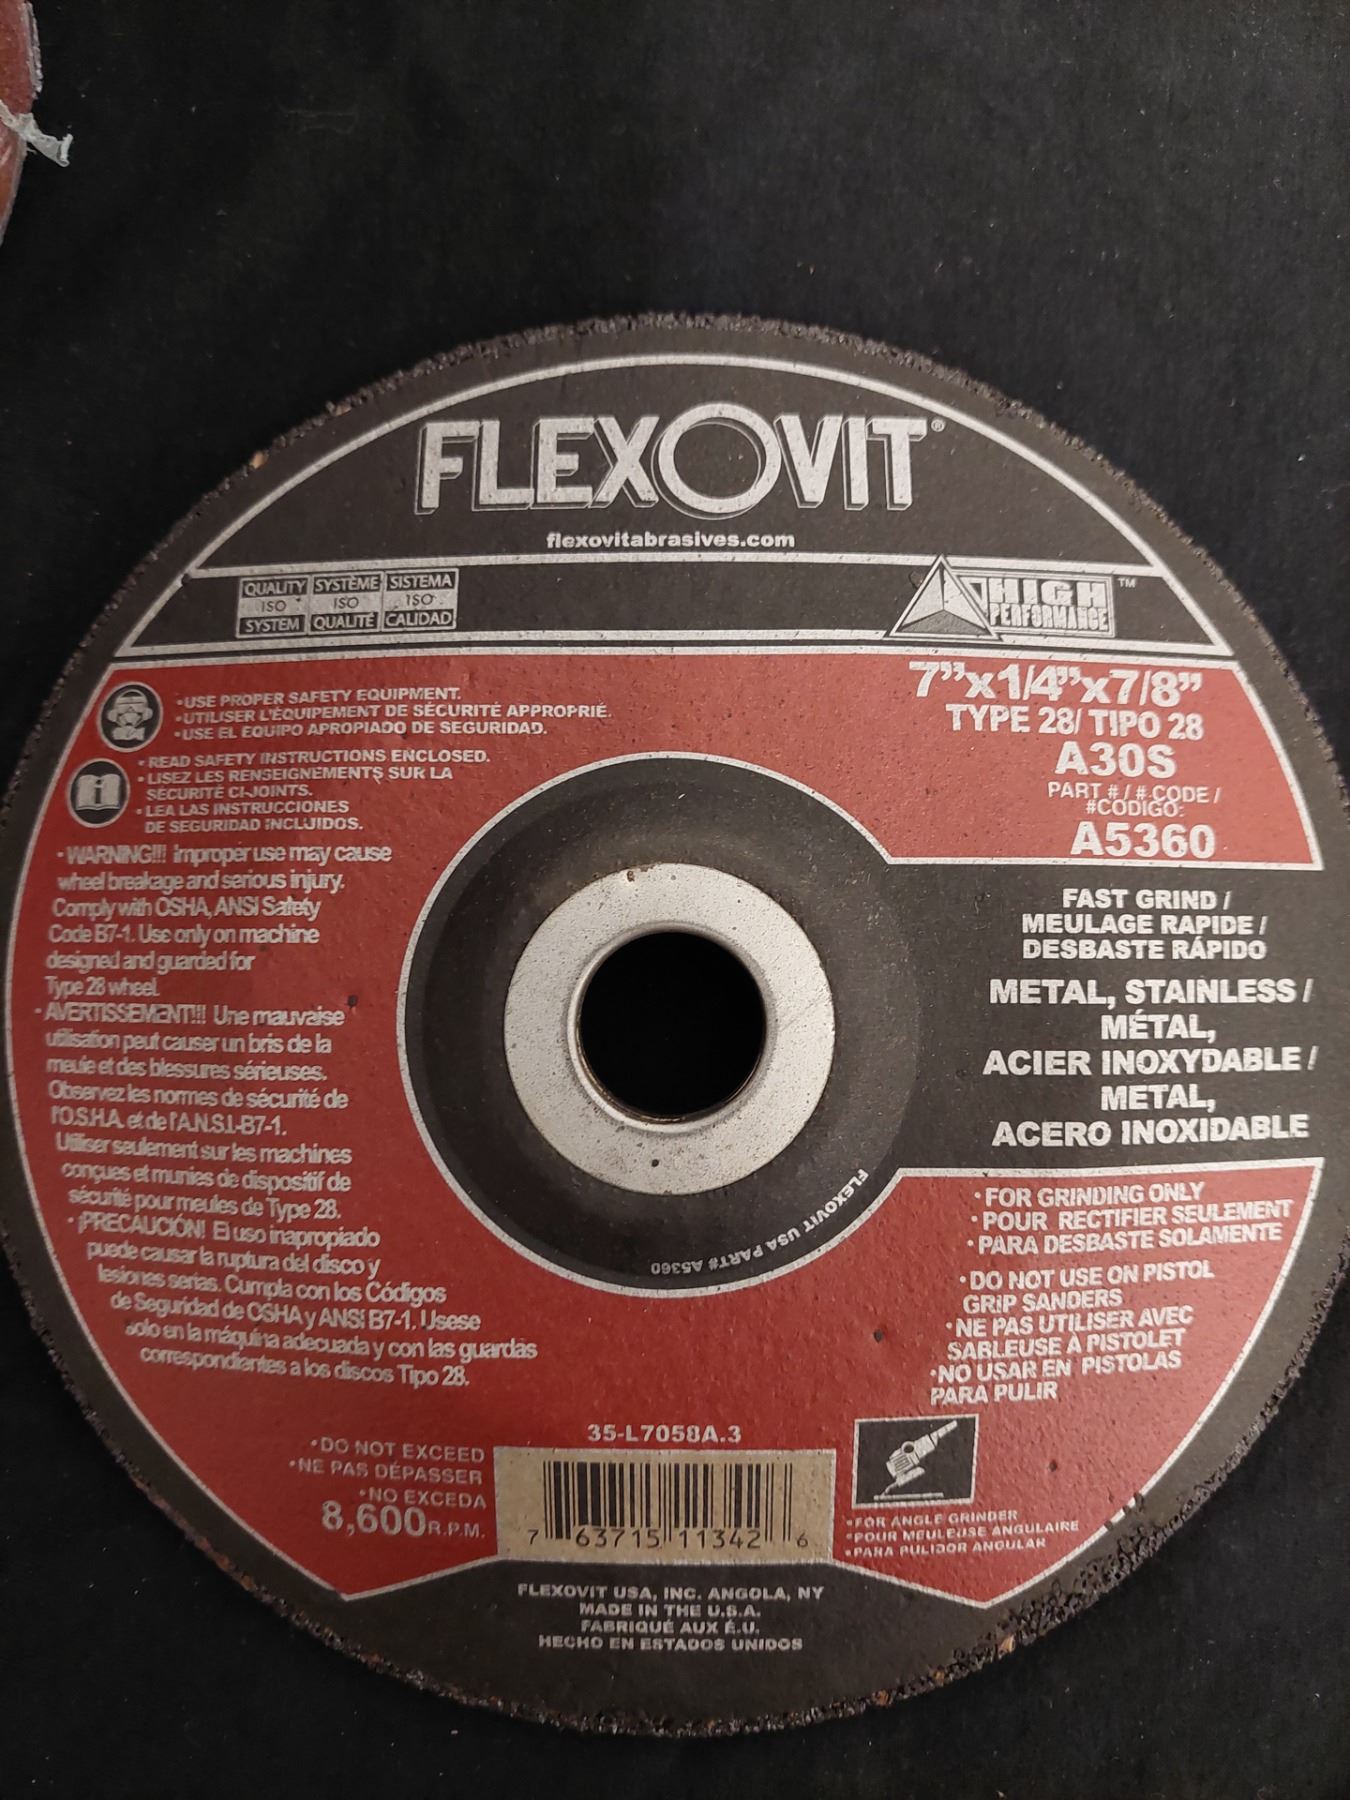 FLEXOVIT®
flexovitabrasives.com
QUALITY ISO SYSTEM
SYSTÈME ISO QUALITÉ
SISTEMA ISO CALIDAD
HIGH PERFORMANCE™
7”x1/4”x7/8”
TYPE 28/ TIPO 28
A30S
PART # / # CODE /
#CODIGO:
A5360
• USE PROPER SAFETY EQUIPMENT.
• UTILISER L'ÉQUIPEMENT DE SÉCURITÉ APPROPRIÉ.
• USE EL EQUIPO APROPIADO DE SEGURIDAD.
• READ SAFETY INSTRUCTIONS ENCLOSED.
• LISEZ LES RENSEIGNEMENTS SUR LA
SÉCURITÉ CI-JOINTS.
• LEA LAS INSTRUCCIONES
DE SEGURIDAD INCLUIDOS.
• WARNING!!! Improper use may cause
wheel breakage and serious injury.
Comply with OSHA, ANSI Safety
Code B7-1. Use only on machine
designed and guarded for
Type 28 wheel.
• AVERTISSEMENT!!! Une mauvaise
utilisation peut causer un bris de la
meule et des blessures sérieuses.
Observez les normes de sécurité de
l'O.S.H.A. et de l'A.N.S.I.-B7-1.
Utiliser seulement sur les machines
conçues et munies de dispositif de
sécurité pour meules de Type 28.
• ¡PRECAUCIÓN! El uso inapropiado
puede causar la ruptura del disco y
lesiones serias. Cumpla con los Códigos
de Seguridad de OSHA y ANSI B7-1. Usese
solo en la máquina adecuada y con las guardas
correspondientes a los discos Tipo 28.
FAST GRIND /
MEULAGE RAPIDE /
DESBASTE RÁPIDO
METAL, STAINLESS /
MÉTAL,
ACIER INOXYDABLE /
METAL,
ACERO INOXIDABLE
FLEXOVIT USA PART# A5360
• FOR GRINDING ONLY
• POUR RECTIFIER SEULEMENT
• PARA DESBASTE SOLAMENTE
• DO NOT USE ON PISTOL
GRIP SANDERS
• NE PAS UTILISER AVEC
SABLEUSE À PISTOLET
• NO USAR EN PISTOLAS
PARA PULIR
• FOR ANGLE GRINDER
• POUR MEULEUSE ANGULAIRE
• PARA PULIDOR ANGULAR
• DO NOT EXCEED
• NE PAS DÉPASSER
• NO EXCEDA
8,600 R.P.M.
35-L7058A.3
7 63715 11342 6
FLEXOVIT USA, INC. ANGOLA, NY
MADE IN THE U.S.A.
FABRIQUÉ AUX É.U.
HECHO EN ESTADOS UNIDOS